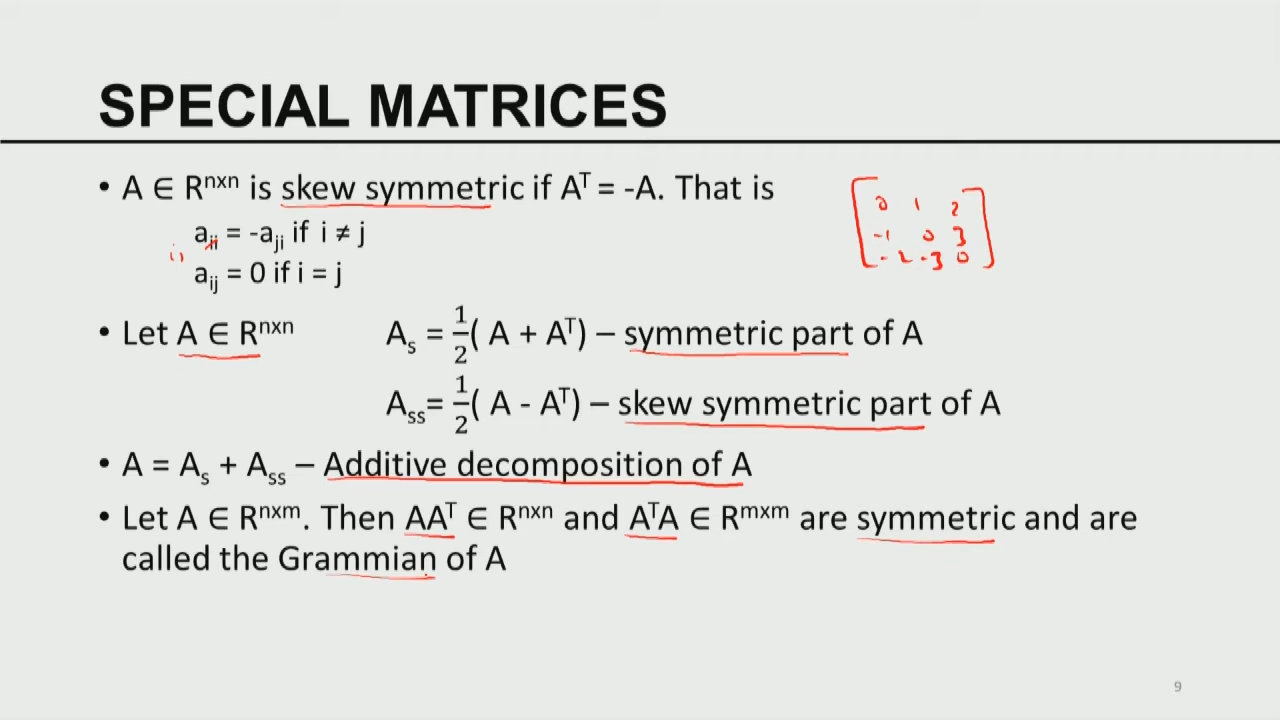 SPECIAL MATRICES
• A ∈ Rⁿˣⁿ is skew symmetric if Aᵀ = -A. That is
aᵢᵢ = -aⱼᵢ if i ≠ j
ij
aᵢⱼ = 0 if i = j
0 1 2
-1 0 3
-2 -3 0
• Let A ∈ Rⁿˣⁿ Aₛ = 1/2( A + Aᵀ) – symmetric part of A
Aₛₛ= 1/2( A - Aᵀ) – skew symmetric part of A
• A = Aₛ + Aₛₛ – Additive decomposition of A
• Let A ∈ Rⁿˣᵐ. Then AAᵀ ∈ Rⁿˣⁿ and AᵀA ∈ Rᵐˣᵐ are symmetric and are
called the Grammian of A
9